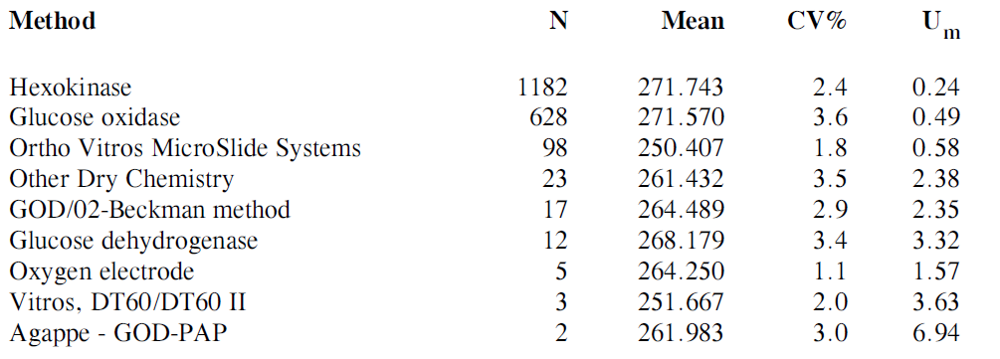 Method N Mean CV% Um
Hexokinase 1182 271.743 2.4 0.24
Glucose oxidase 628 271.570 3.6 0.49
Ortho Vitros MicroSlide Systems 98 250.407 1.8 0.58
Other Dry Chemistry 23 261.432 3.5 2.38
GOD/02-Beckman method 17 264.489 2.9 2.35
Glucose dehydrogenase 12 268.179 3.4 3.32
Oxygen electrode 5 264.250 1.1 1.57
Vitros, DT60/DT60 II 3 251.667 2.0 3.63
Agappe - GOD-PAP 2 261.983 3.0 6.94